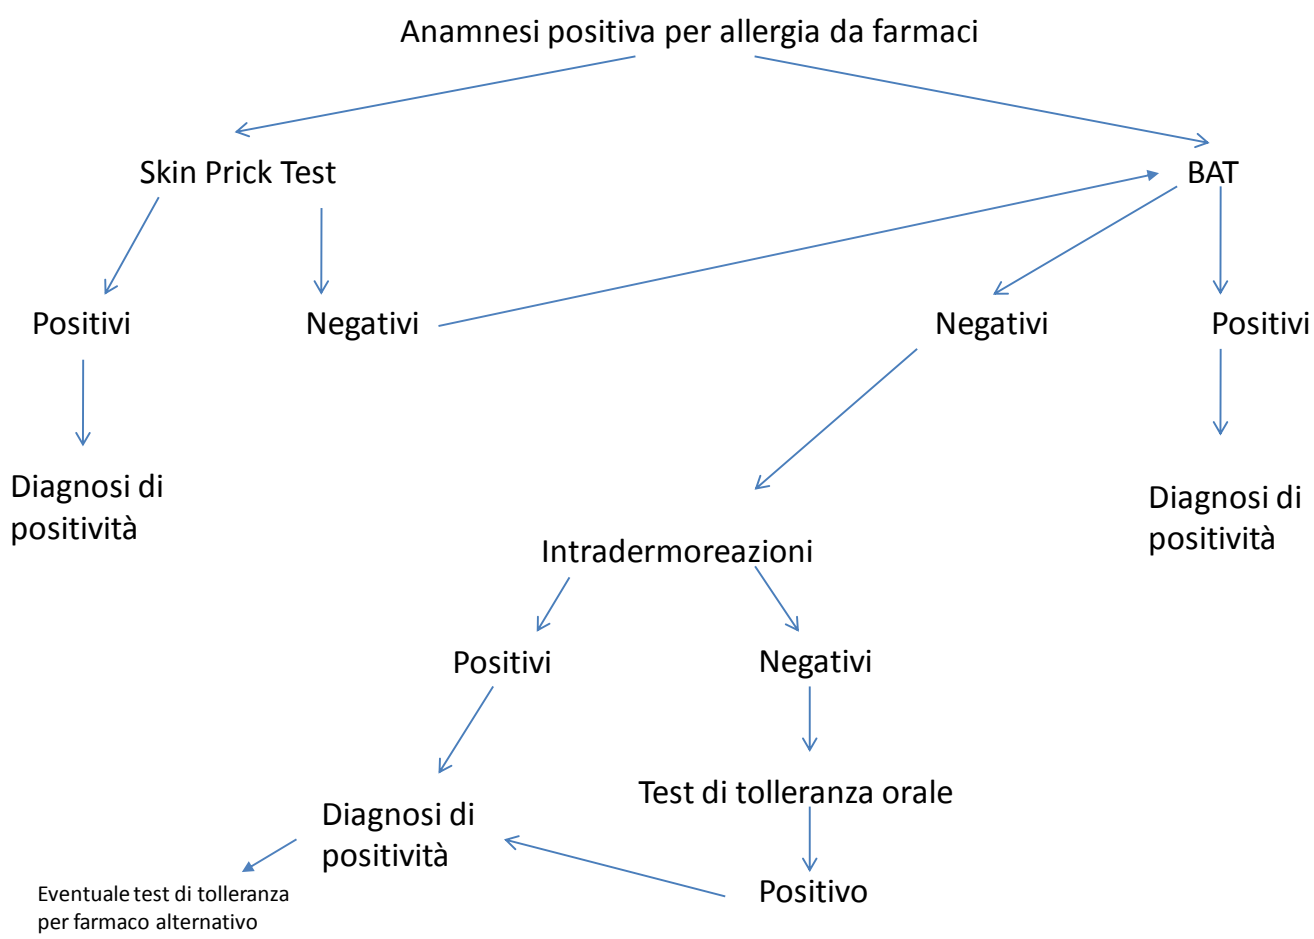 Anamnesi positiva per allergia da farmaci
Skin Prick Test
BAT
Positivi
Negativi
Negativi
Positivi
Diagnosi di
positività
Diagnosi di
positività
Intradermoreazioni
Positivi
Negativi
Test di tolleranza orale
Diagnosi di
positività
Positivo
Eventuale test di tolleranza
per farmaco alternativo